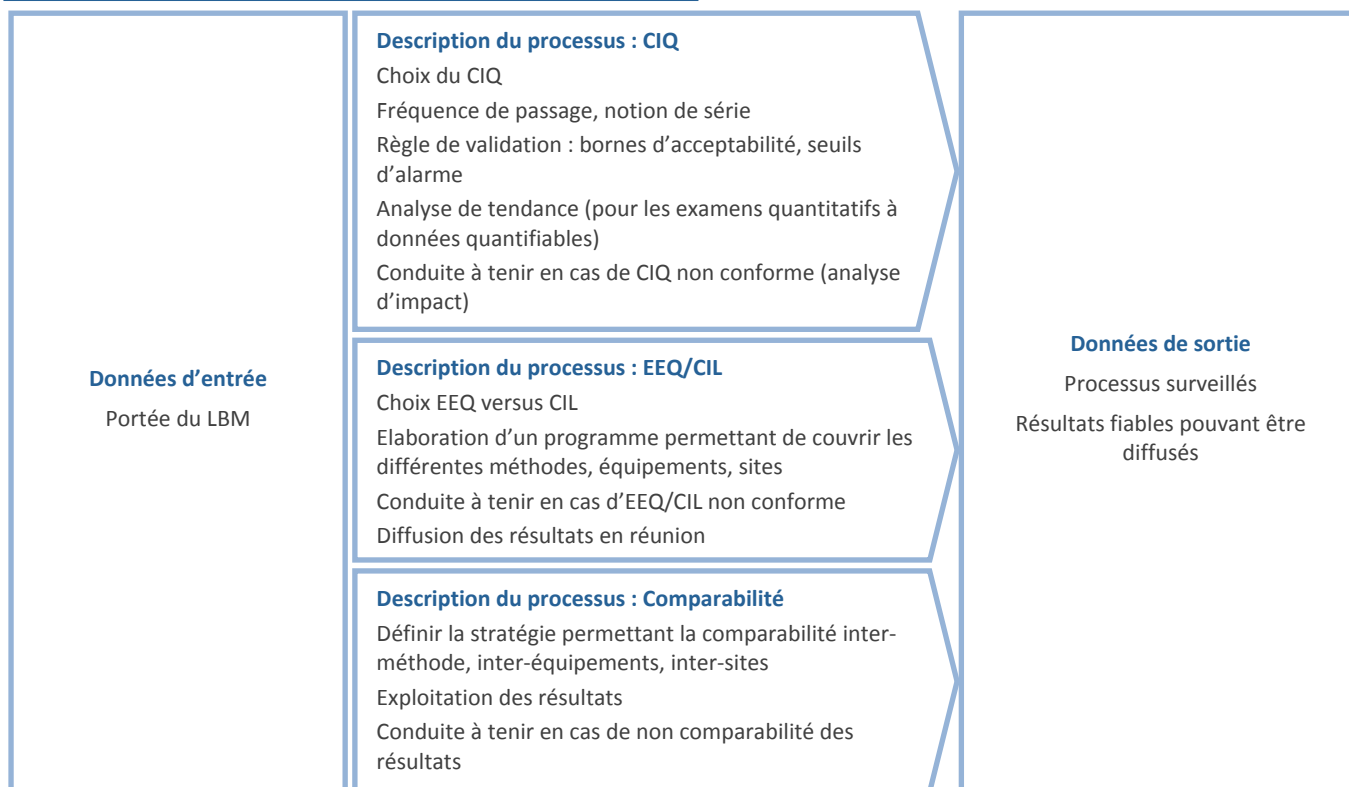 Données d’entrée
Portée du LBM
Description du processus : CIQ
Choix du CIQ
Fréquence de passage, notion de série
Règle de validation : bornes d’acceptabilité, seuils
d’alarme
Analyse de tendance (pour les examens quantitatifs à
données quantifiables)
Conduite à tenir en cas de CIQ non conforme (analyse
d’impact)
Description du processus : EEQ/CIL
Choix EEQ versus CIL
Elaboration d’un programme permettant de couvrir les
différentes méthodes, équipements, sites
Conduite à tenir en cas d’EEQ/CIL non conforme
Diffusion des résultats en réunion
Description du processus : Comparabilité
Définir la stratégie permettant la comparabilité inter-
méthode, inter-équipements, inter-sites
Exploitation des résultats
Conduite à tenir en cas de non comparabilité des
résultats
Données de sortie
Processus surveillés
Résultats fiables pouvant être
diffusés